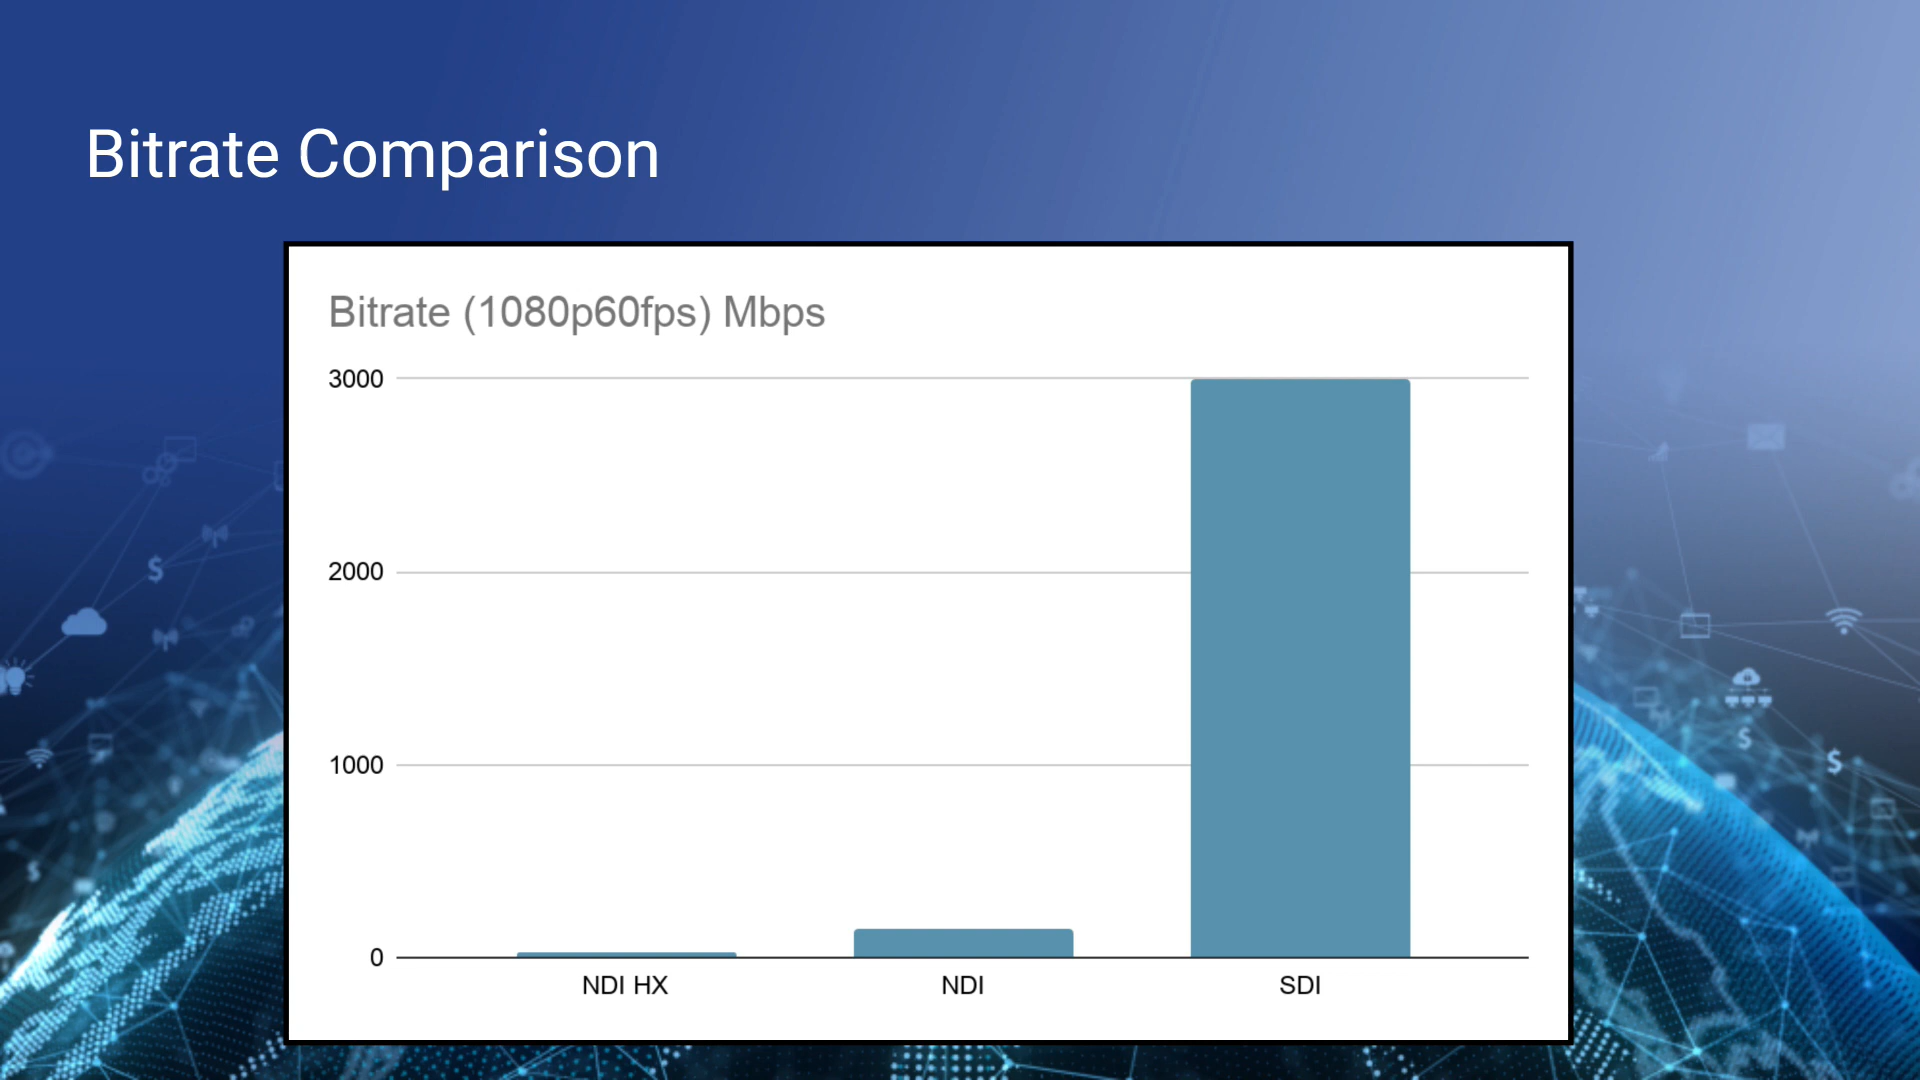 Bitrate Comparison
Bitrate (1080p60fps) Mbps
3000
2000
1000
0
NDI HX
NDI
SDI